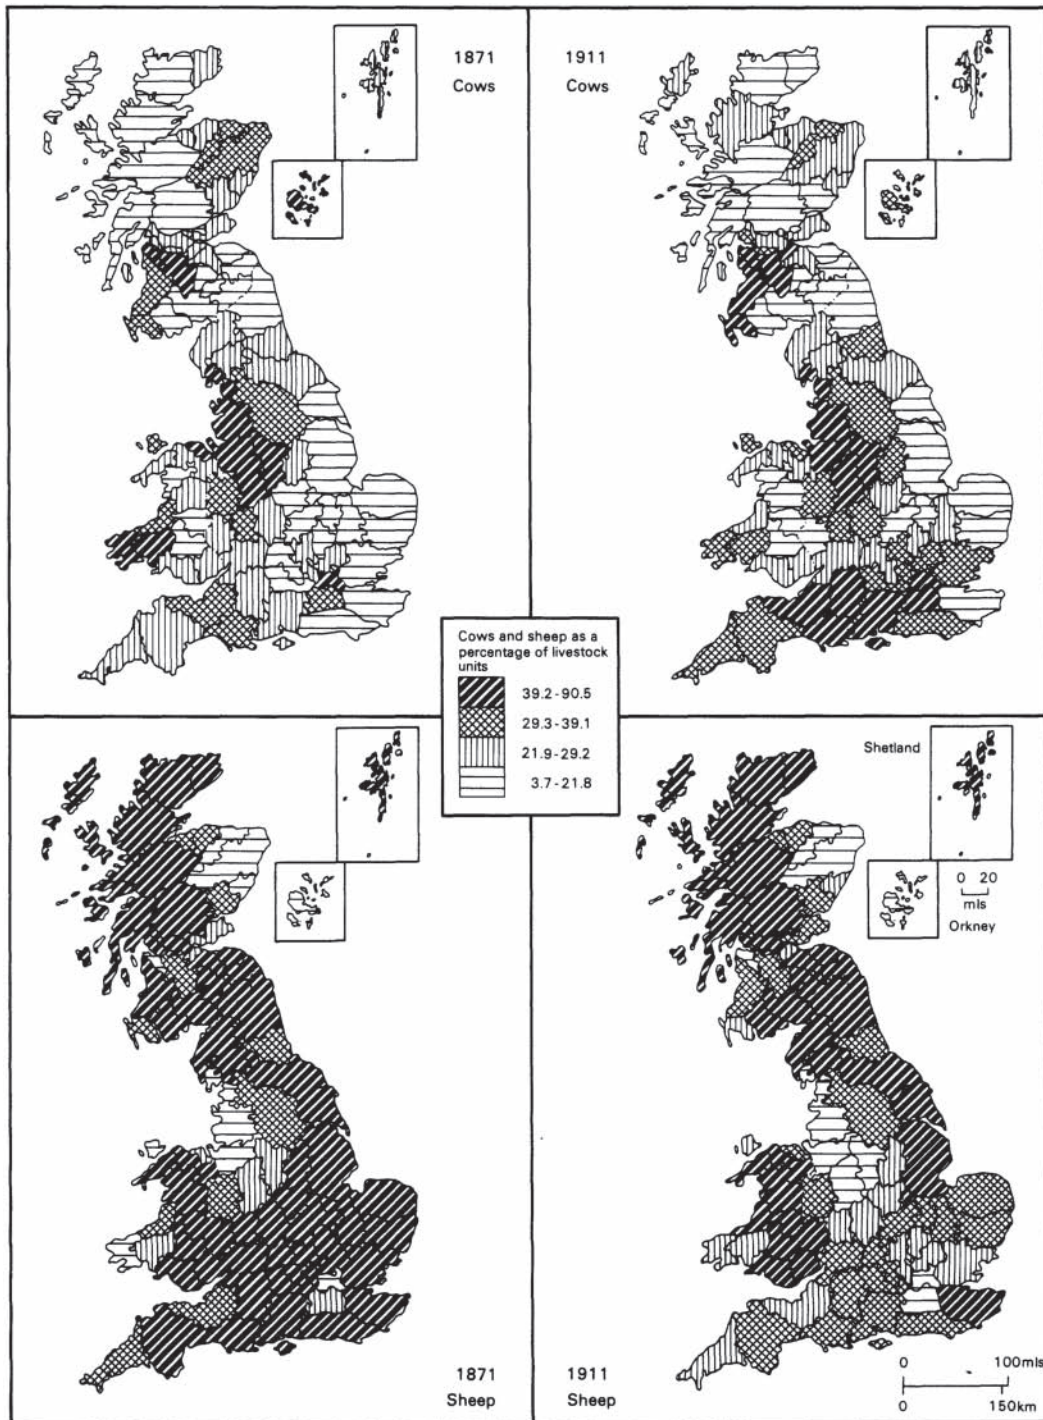 1871
Cows
1911
Cows
Cows and sheep as a
percentage of livestock
units
39.2-90.5
29.3-39.1
21.9-29.2
3.7-21.8
Shetland
0 20
mls
Orkney
1871
Sheep
1911
Sheep
0 100mls
0 150km